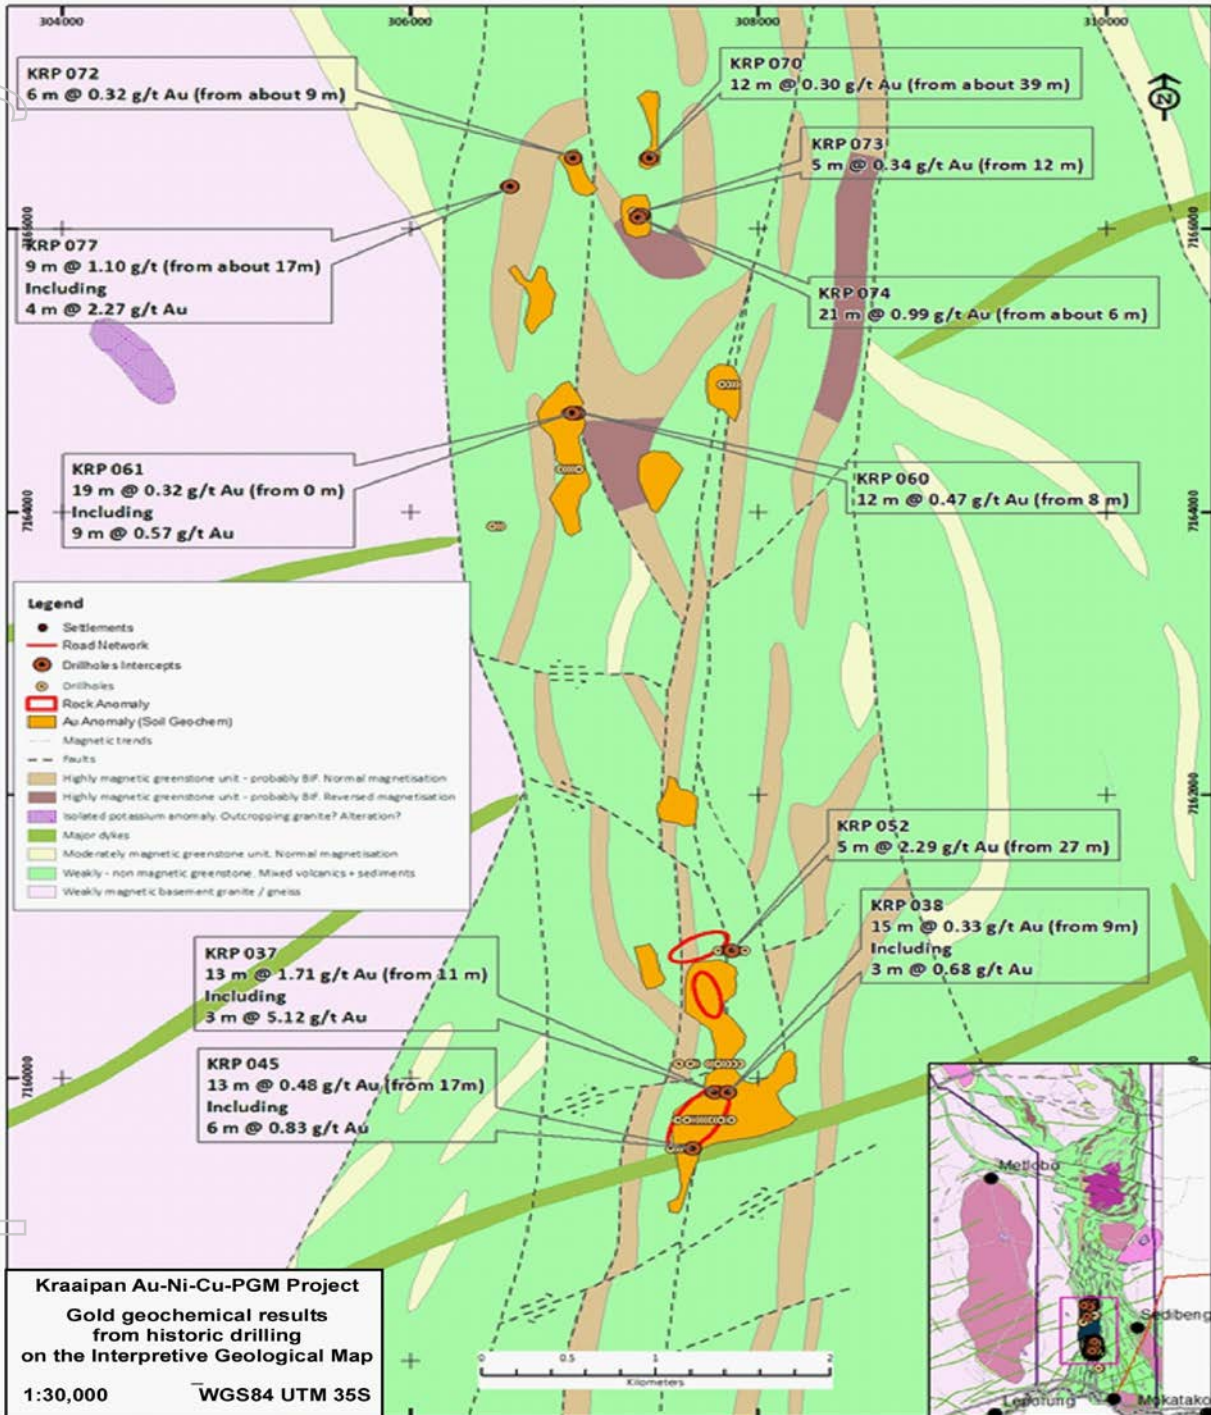 304000
306000
308000
310000
KRP 072
6 m @ 0.32 g/t Au (from about 9 m)
KRP 070
12 m @ 0.30 g/t Au (from about 39 m)
N
KRP 073
5 m @ 0.34 g/t Au (from 12 m)
7166000
KRP 077
9 m @ 1.10 g/t (from about 17m)
Including
4 m @ 2.27 g/t Au
KRP 074
21 m @ 0.99 g/t Au (from about 6 m)
KRP 061
19 m @ 0.32 g/t Au (from 0 m)
Including
9 m @ 0.57 g/t Au
KRP 060
12 m @ 0.47 g/t Au (from 8 m)
7164000
7164000
Legend
Settlements
Road Network
Drillholes Intercepts
Drillholes
Rock Anomaly
Au Anomaly (Soil Geochem)
Magnetic trends
Faults
Highly magnetic greenstone unit - probably BIF. Normal magnetisation
Highly magnetic greenstone unit - probably BIF. Reversed magnetisation
Isolated potassium anomaly. Outcropping granite? Alteration?
Major dykes
Moderately magnetic greenstone unit. Normal magnetisation
Weakly - non magnetic greenstone. Mixed volcanics + sediments
Weakly magnetic basement granite / gneiss
7162000
KRP 052
5 m @ 2.29 g/t Au (from 27 m)
KRP 038
15 m @ 0.33 g/t Au (from 9m)
Including
3 m @ 0.68 g/t Au
KRP 037
13 m @ 1.71 g/t Au (from 11 m)
Including
3 m @ 5.12 g/t Au
KRP 045
13 m @ 0.48 g/t Au (from 17m)
Including
6 m @ 0.83 g/t Au
7160000
Metlobo
Sedibeng
Leporung
Mokatako
Kraaipan Au-Ni-Cu-PGM Project
Gold geochemical results
from historic drilling
on the Interpretive Geological Map
1:30,000 WGS84 UTM 35S
0 0.5 1 2
Kilometers